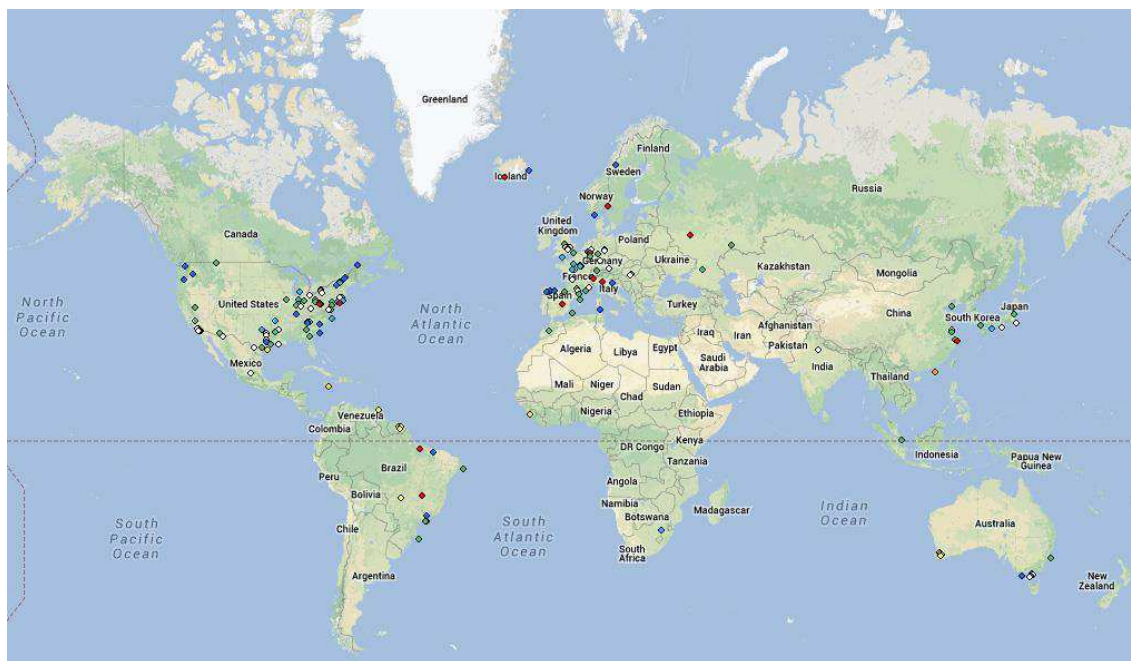 Greenland
Finland
Iceland
Sweden
Russia
Norway
United
Kingdom
Canada
Poland
Germany
Ukraine
Kazakhstan
France
Mongolia
North
Pacific
Ocean
United States
North
Atlantic
Ocean
Spain
Italy
Turkey
China
South Korea
Japan
Iraq
Iran
Afghanistan
Pakistan
Algeria
Libya
Egypt
Saudi
Arabia
India
Mexico
Mali
Niger
Chad
Sudan
Thailand
Venezuela
Nigeria
Ethiopia
Colombia
DR Congo
Kenya
Tanzania
Indonesia
Papua New
Guinea
Brazil
Peru
Angola
Bolivia
Namibia
Botswana
Madagascar
Indian
Ocean
Australia
South
Pacific
Ocean
Chile
South
Atlantic
Ocean
South
Africa
Argentina
New
Zealand